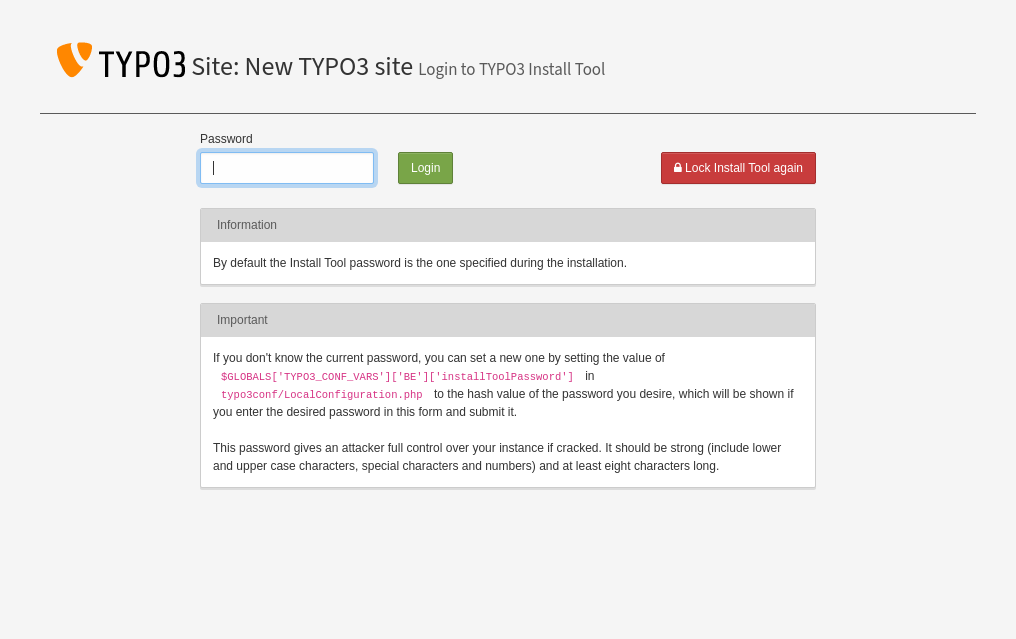 TYPO3 Site: New TYPO3 site Login to TYPO3 Install Tool
Password
Login
Lock Install Tool again
Information
By default the Install Tool password is the one specified during the installation.
Important
If you don't know the current password, you can set a new one by setting the value of
$GLOBALS['TYPO3_CONF_VARS']['BE']['installToolPassword'] in
typo3conf/LocalConfiguration.php to the hash value of the password you desire, which will be shown if
you enter the desired password in this form and submit it.
This password gives an attacker full control over your instance if cracked. It should be strong (include lower
and upper case characters, special characters and numbers) and at least eight characters long.